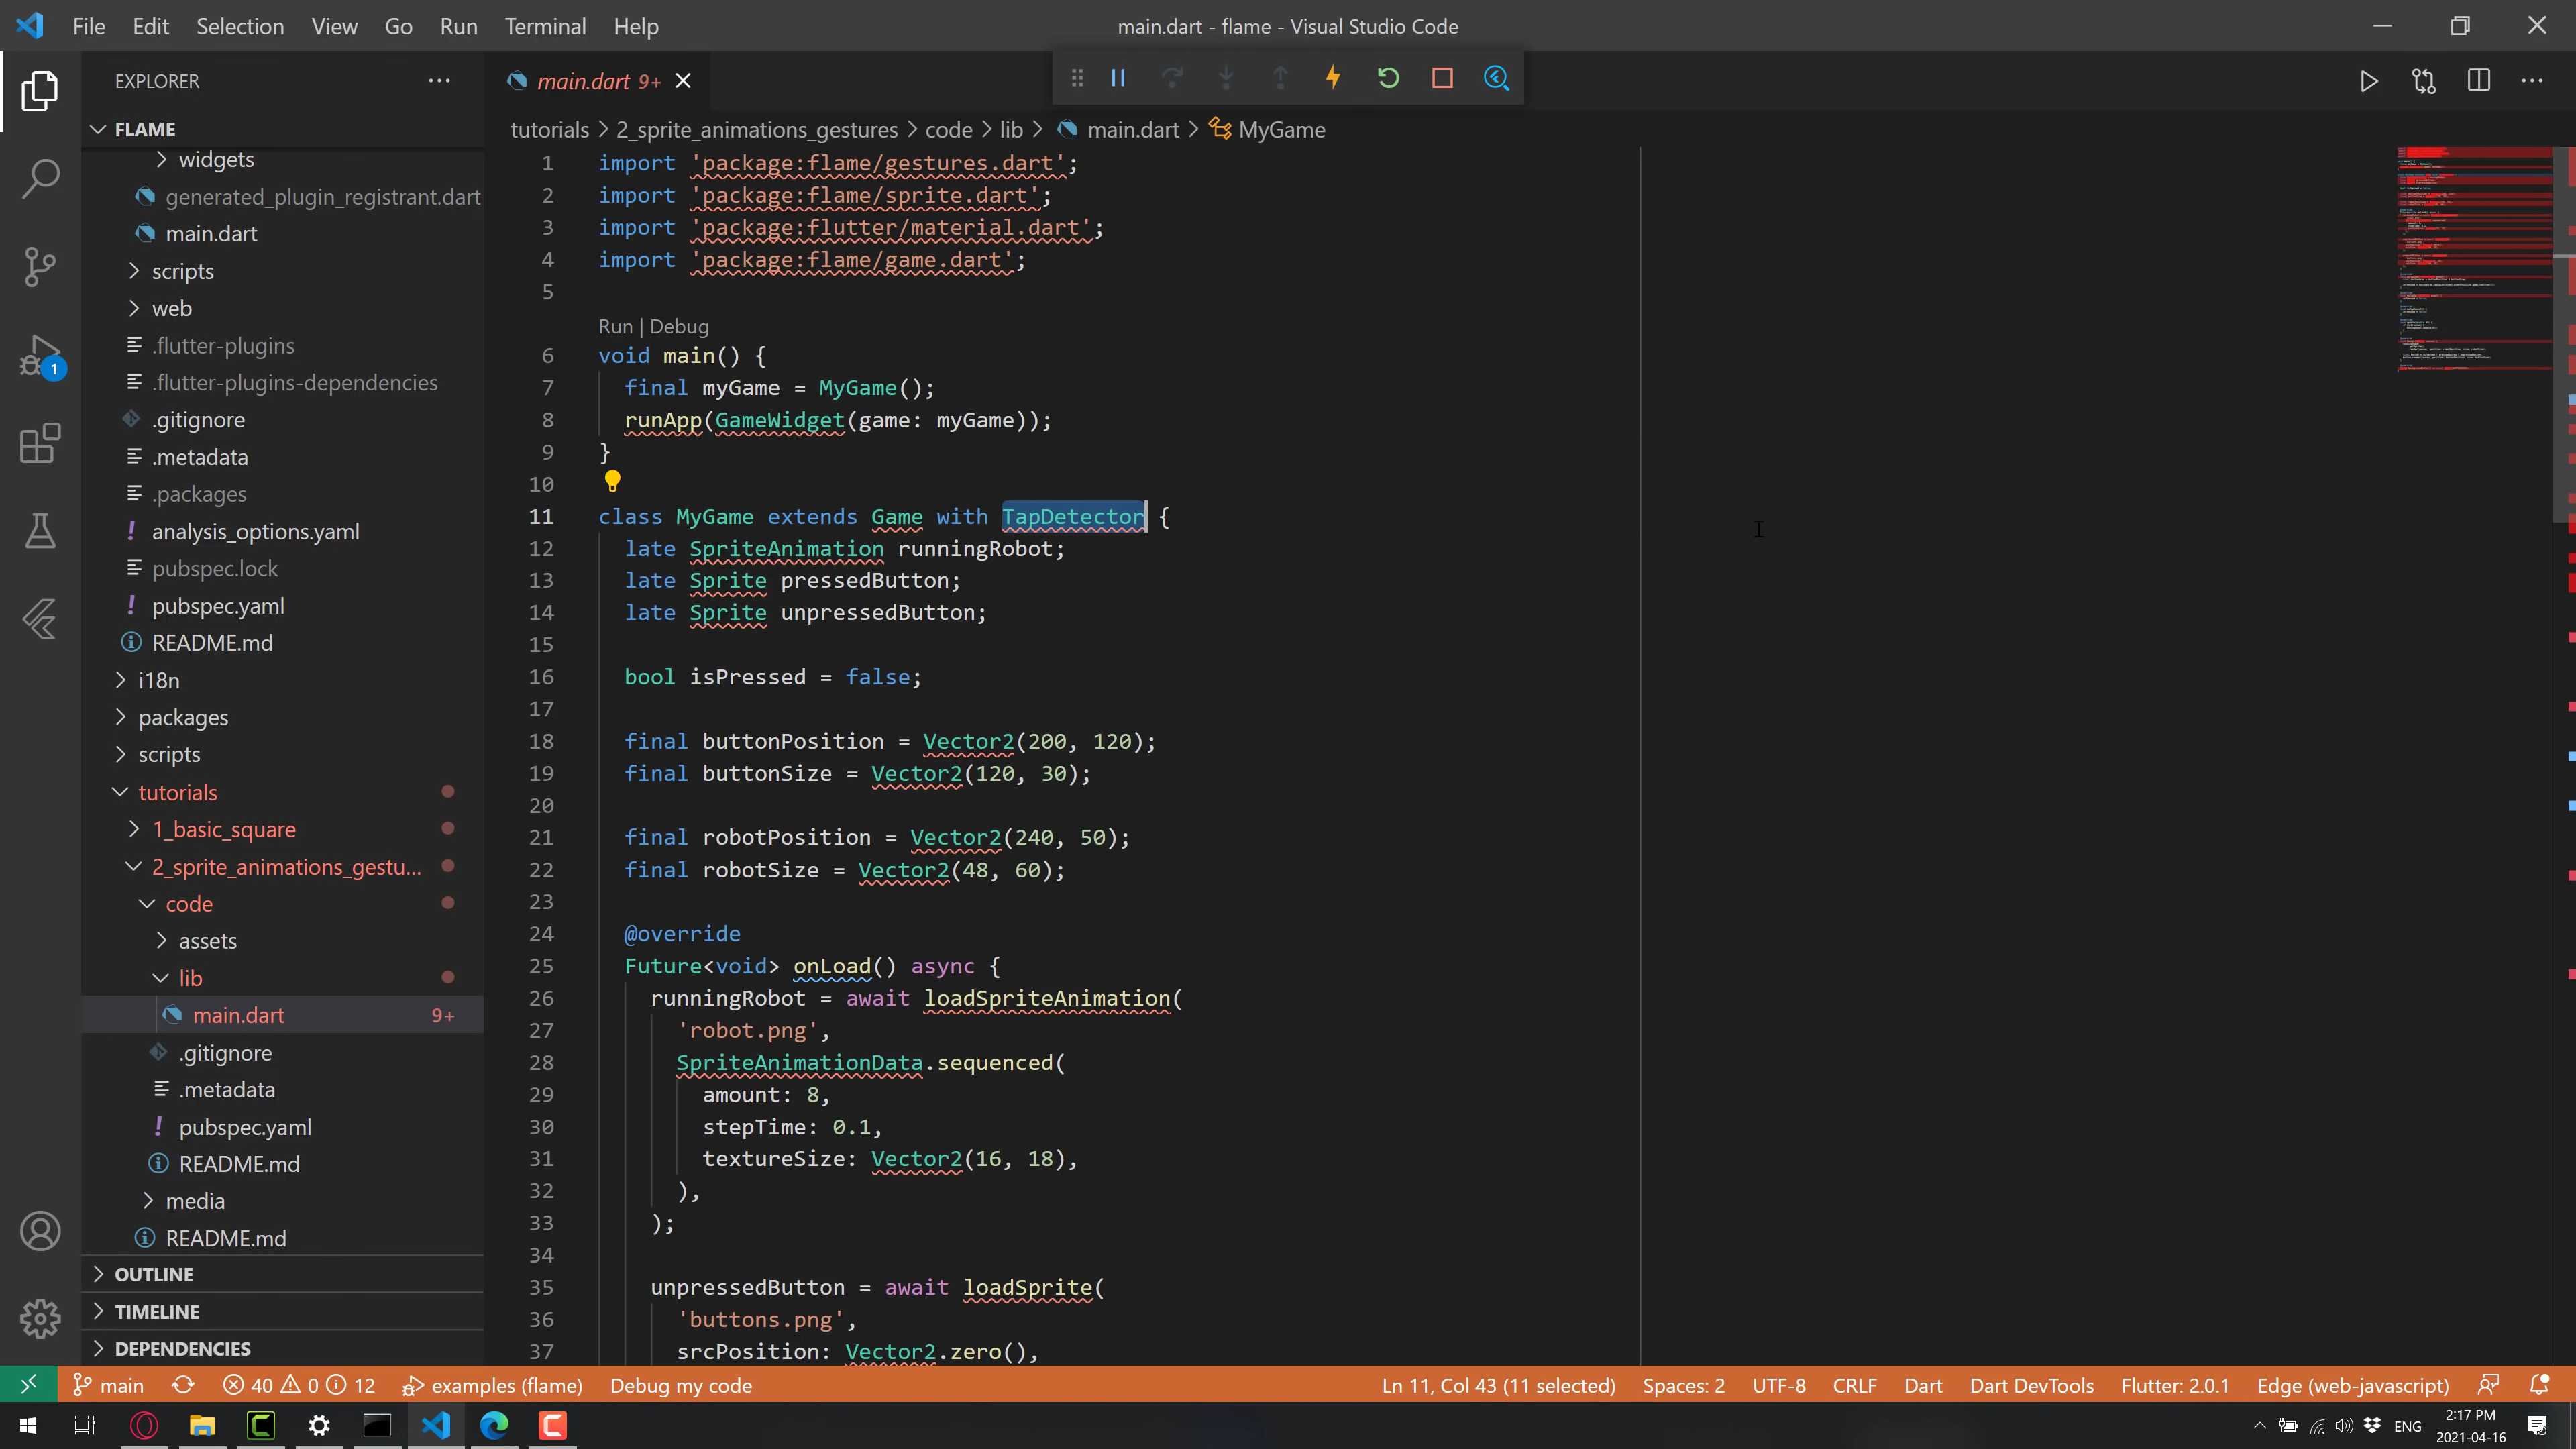 File Edit Selection View Go Run Terminal Help
main.dart - flame - Visual Studio Code
EXPLORER
FLAME
widgets
generated_plugin_registrant.dart
main.dart
scripts
web
.flutter-plugins
.flutter-plugins-dependencies
.gitignore
.metadata
.packages
analysis_options.yaml
pubspec.lock
pubspec.yaml
README.md
i18n
packages
scripts
tutorials
1_basic_square
2_sprite_animations_gestu...
code
assets
lib
main.dart 9+
.gitignore
.metadata
pubspec.yaml
README.md
media
README.md
OUTLINE
TIMELINE
DEPENDENCIES
1
main.dart 9+
tutorials > 2_sprite_animations_gestures > code > lib > main.dart > MyGame
1 import 'package:flame/gestures.dart';
2 import 'package:flame/sprite.dart';
3 import 'package:flutter/material.dart';
4 import 'package:flame/game.dart';
5
Run | Debug
6 void main() {
7 final myGame = MyGame();
8 runApp(GameWidget(game: myGame));
9 }
10
11 class MyGame extends Game with TapDetector {
12 late SpriteAnimation runningRobot;
13 late Sprite pressedButton;
14 late Sprite unpressedButton;
15
16 bool isPressed = false;
17
18 final buttonPosition = Vector2(200, 120);
19 final buttonSize = Vector2(120, 30);
20
21 final robotPosition = Vector2(240, 50);
22 final robotSize = Vector2(48, 60);
23
24 @override
25 Future<void> onLoad() async {
26 runningRobot = await loadSpriteAnimation(
27 'robot.png',
28 SpriteAnimationData.sequenced(
29 amount: 8,
30 stepTime: 0.1,
31 textureSize: Vector2(16, 18),
32 ),
33 );
34
35 unpressedButton = await loadSprite(
36 'buttons.png',
37 srcPosition: Vector2.zero(),
main 40 0 12 examples (flame) Debug my code Ln 11, Col 43 (11 selected) Spaces: 2 UTF-8 CRLF Dart Dart DevTools Flutter: 2.0.1 Edge (web-javascript)
ENG
2:17 PM
2021-04-16